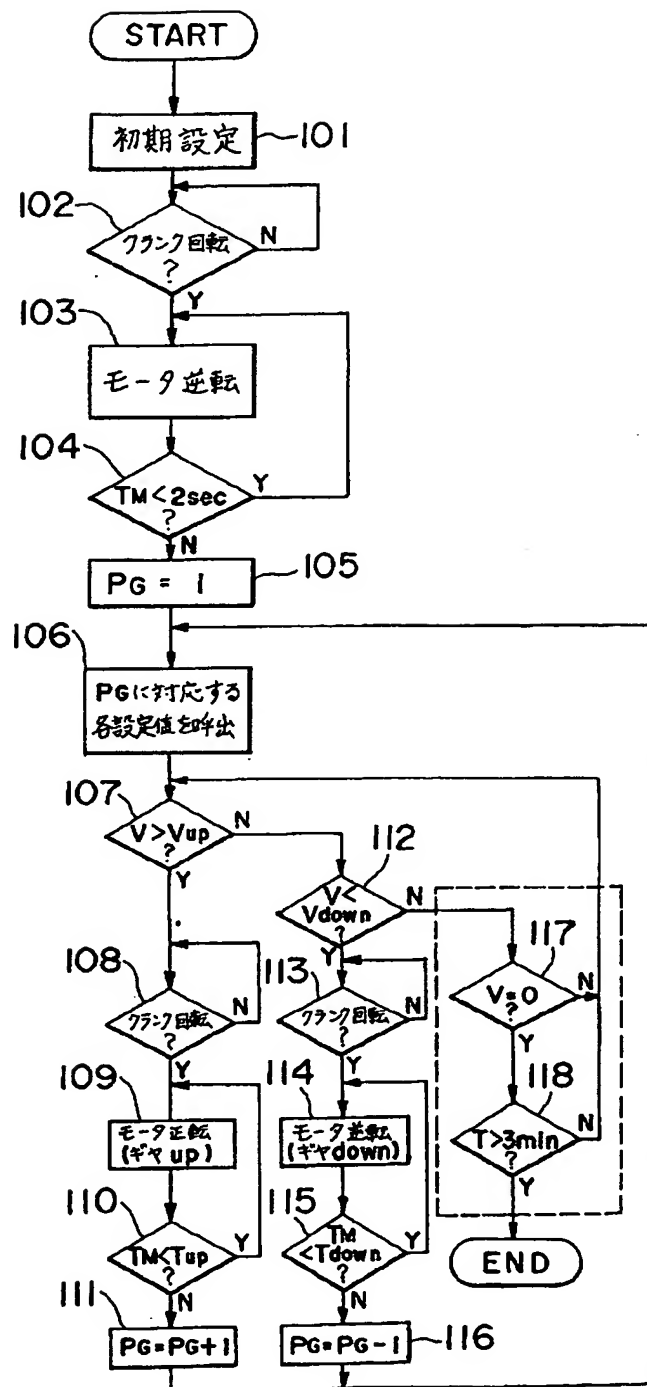 START
初期設定
101
102
クランク回転
?
N
Y
103
モータ逆転
104
TM<2sec
?
Y
N
PG = 1
105
106
PGに対応する
各設定値を呼出
107
V>Vup
?
N
Y
112
V<
Vdown
?
N
Y
108
クランク回転
?
N
Y
113
クランク回転
?
N
Y
117
V=0
?
N
Y
109
モータ正転
(ギヤup)
114
モータ逆転
(ギヤdown)
118
T>3min
?
N
Y
110
TM<Tup
?
Y
N
115
TM
<Tdown
?
Y
N
END
111
PG=PG+1
PG=PG-1
116